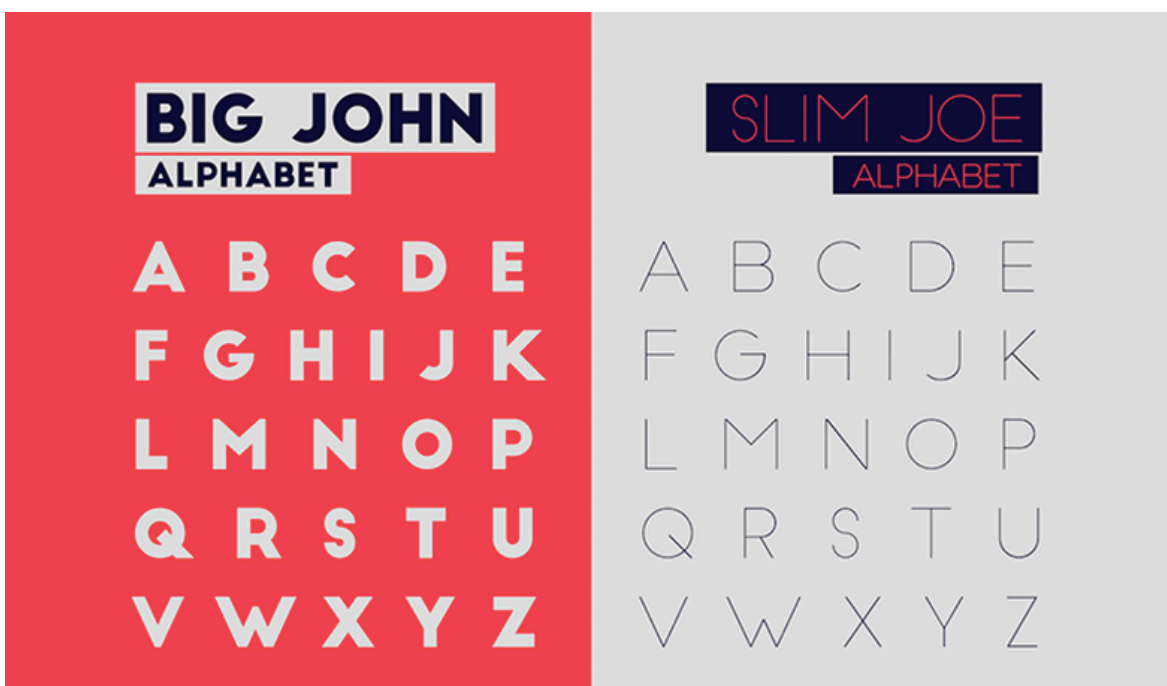 BIG JOHN
ALPHABET
A B C D E
F G H I J K
L M N O P
Q R S T U
V W X Y Z
SLIM JOE
ALPHABET
A B C D E
F G H I J K
L M N O P
Q R S T U
V W X Y Z